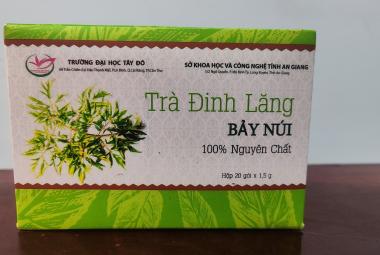 TRƯỜNG ĐẠI HỌC TÂY ĐÔ
SỞ KHOA HỌC VÀ CÔNG NGHỆ TỈNH AN GIANG
Trà Đinh Lăng
BẢY NÚI
100% Nguyên Chất
Hộp 20 gói x 1,5 g